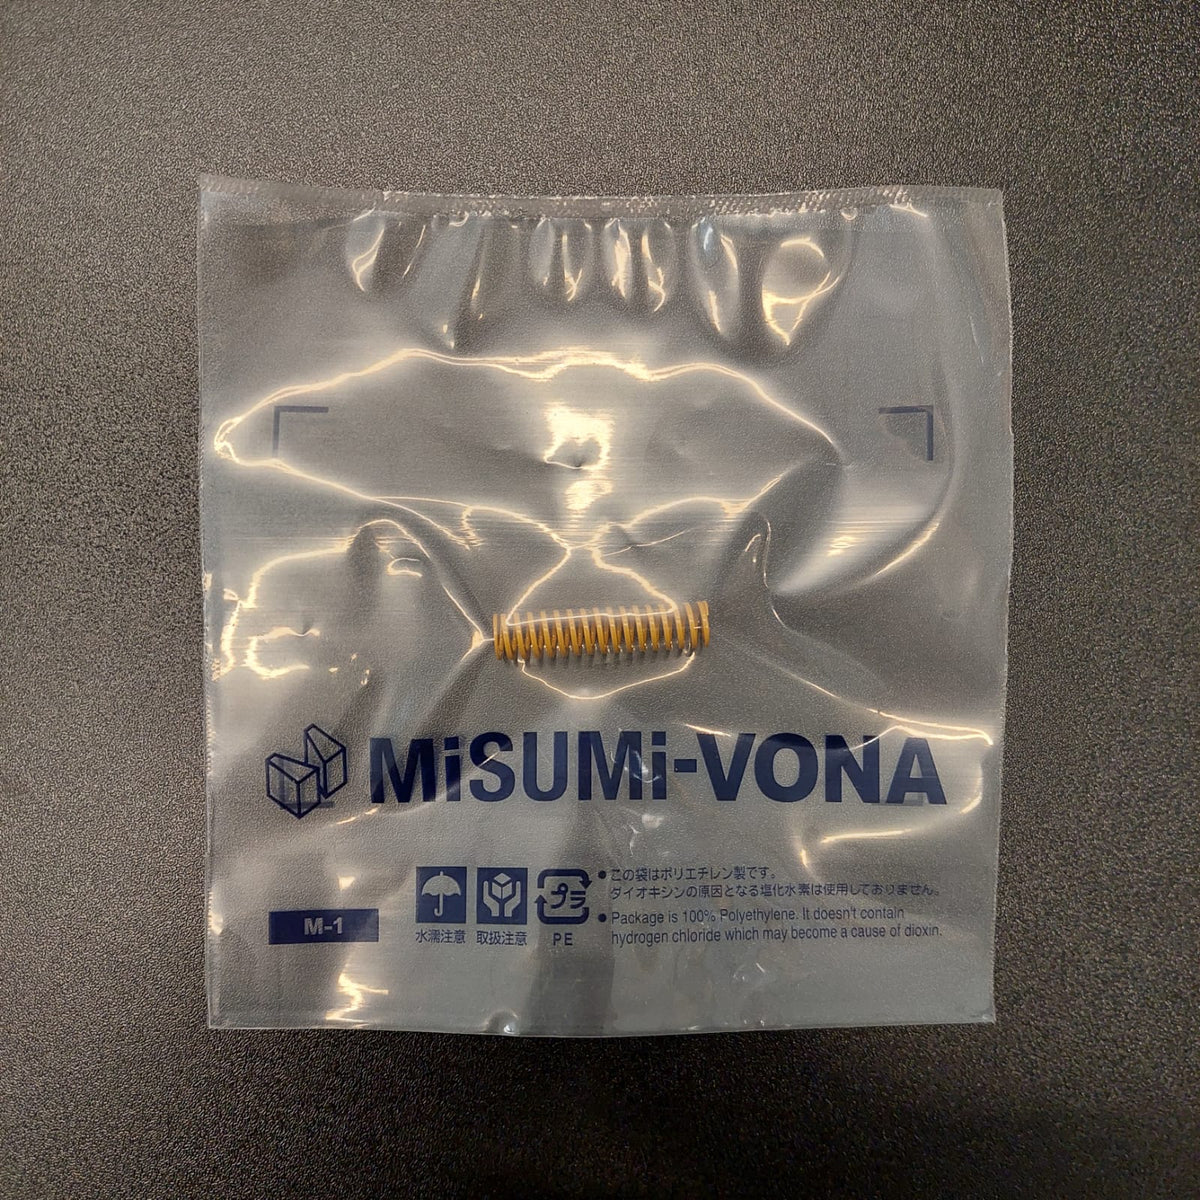 MiSUMi-VONA
M-1
水濡注意
取扱注意
プラ
PE
●この袋はポリエチレン製です。
ダイオキシンの原因となる塩化水素は使用しておりません。
●Package is 100% Polyethylene. It doesn't contain
hydrogen chloride which may become a cause of dioxin.